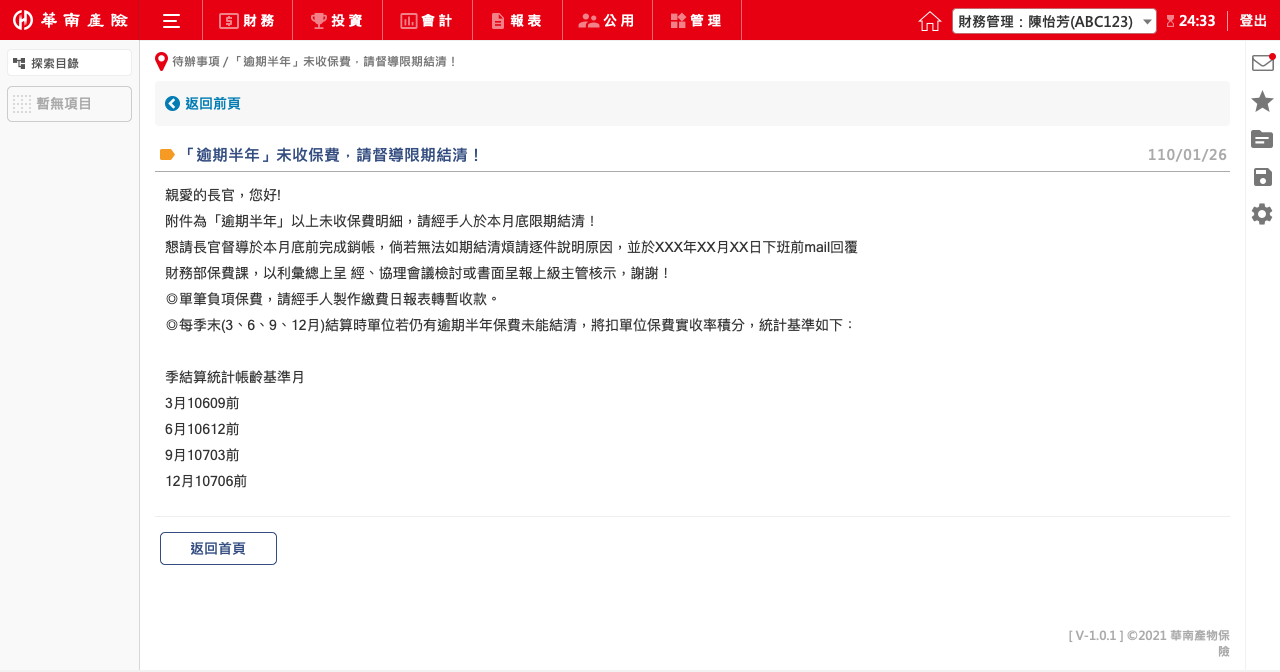 華南產險
財務
投資
會計
報表
公用
管理
財務管理：陳怡芳(ABC123)
24:33
登出
探索目錄
暫無項目
待辦事項 / 「逾期半年」未收保費，請督導限期結清！
返回前頁
「逾期半年」未收保費，請督導限期結清！
110/01/26
親愛的長官，您好!
附件為「逾期半年」以上未收保費明細，請經手人於本月底限期結清！
懇請長官督導於本月底前完成銷帳，倘若無法如期結清煩請逐件說明原因，並於XXX年XX月XX日下班前mail回覆
財務部保費課，以利彙總上呈 經、協理會議檢討或書面呈報上級主管核示，謝謝！
◎單筆負項保費，請經手人製作繳費日報表轉暫收款。
◎每季末(3、6、9、12月)結算時單位若仍有逾期半年保費未能結清，將扣單位保費實收率積分，統計基準如下：
季結算統計帳齡基準月
3月10609前
6月10612前
9月10703前
12月10706前
返回首頁
[ V-1.0.1 ] ©2021 華南產物保
險